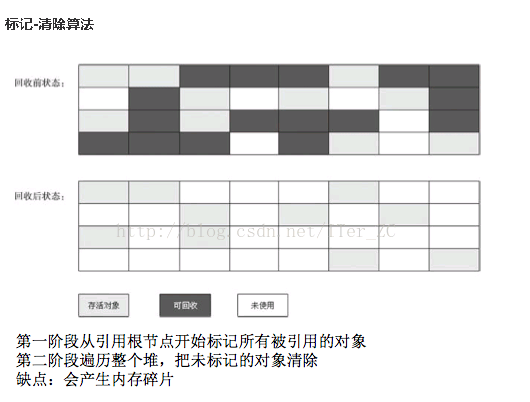 标记-清除算法
回收前状态：
回收后状态：
http://blog.csdn.net/ITer_ZC
存活对象
可回收
未使用
第一阶段从引用根节点开始标记所有被引用的对象
第二阶段遍历整个堆，把未标记的对象清除
缺点：会产生内存碎片